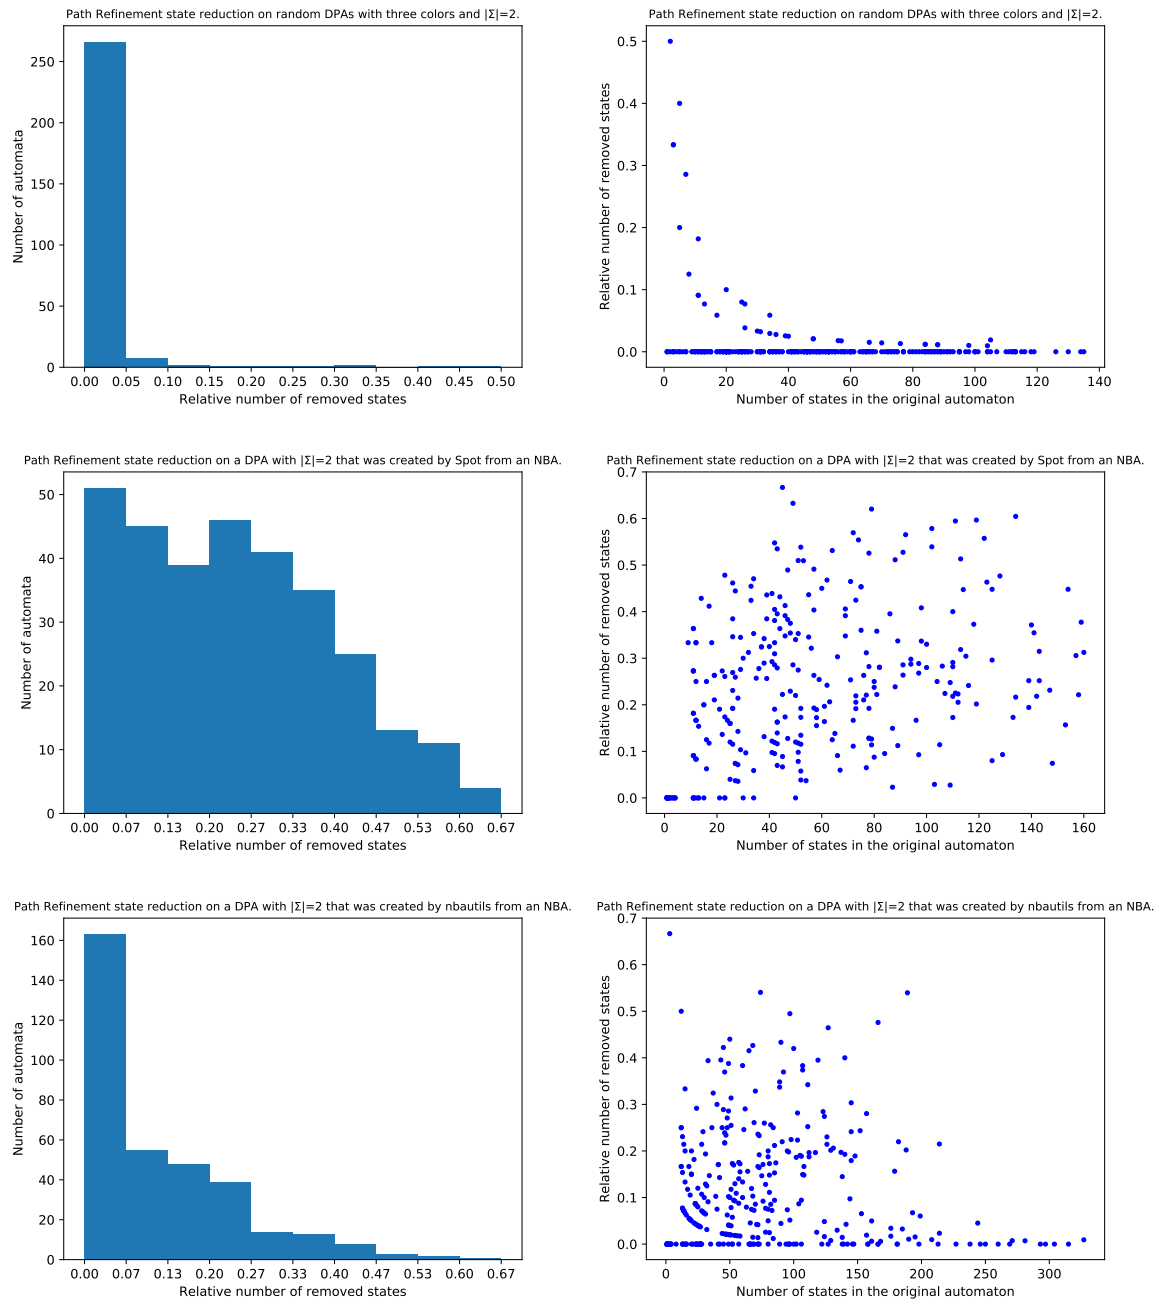 Path Refinement state reduction on random DPAs with three colors and |Σ|=2.
Number of automata
250
200
150
100
50
0
0.00 0.05 0.10 0.15 0.20 0.25 0.30 0.35 0.40 0.45 0.50
Relative number of removed states
Path Refinement state reduction on random DPAs with three colors and |Σ|=2.
Relative number of removed states
0.5
0.4
0.3
0.2
0.1
0.0
0 20 40 60 80 100 120 140
Number of states in the original automaton
Path Refinement state reduction on a DPA with |Σ|=2 that was created by Spot from an NBA.
Number of automata
50
40
30
20
10
0
0.00 0.07 0.13 0.20 0.27 0.33 0.40 0.47 0.53 0.60 0.67
Relative number of removed states
Path Refinement state reduction on a DPA with |Σ|=2 that was created by Spot from an NBA.
Relative number of removed states
0.7
0.6
0.5
0.4
0.3
0.2
0.1
0.0
0 20 40 60 80 100 120 140 160
Number of states in the original automaton
Path Refinement state reduction on a DPA with |Σ|=2 that was created by nbautils from an NBA.
Number of automata
160
140
120
100
80
60
40
20
0
0.00 0.07 0.13 0.20 0.27 0.33 0.40 0.47 0.53 0.60 0.67
Relative number of removed states
Path Refinement state reduction on a DPA with |Σ|=2 that was created by nbautils from an NBA.
Relative number of removed states
0.7
0.6
0.5
0.4
0.3
0.2
0.1
0.0
0 50 100 150 200 250 300
Number of states in the original automaton